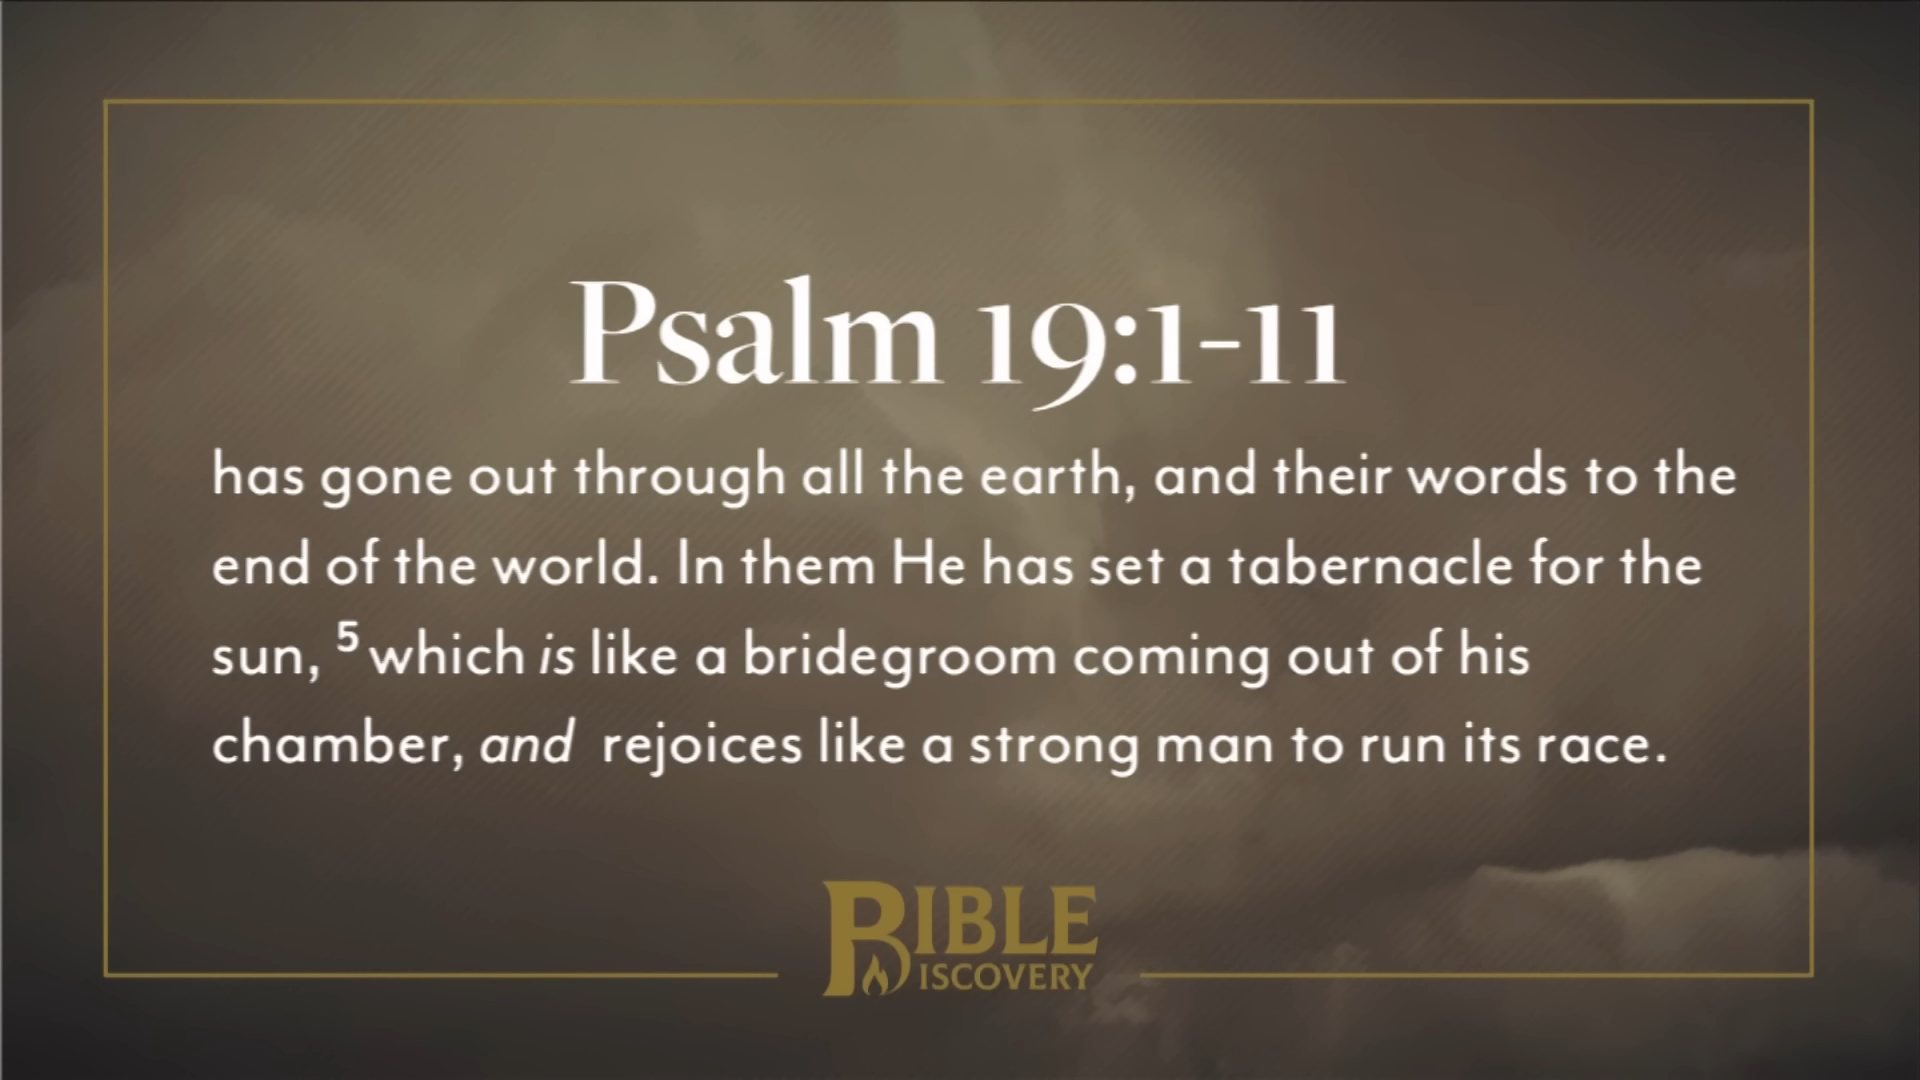 Psalm 19:1-11
has gone out through all the earth, and their words to the
end of the world. In them He has set a tabernacle for the
sun, 5 which is like a bridegroom coming out of his
chamber, and rejoices like a strong man to run its race.
BIBLE
DISCOVERY